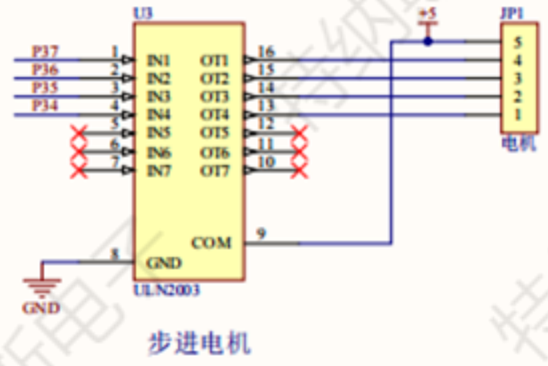 U3
+5
JP1
P37 1 IN1 OT1 16 5
P36 2 IN2 OT2 15 4
P35 3 IN3 OT3 14 3
P34 4 IN4 OT4 13 2
5 IN5 OT5 12 1
6 IN6 OT6 11
7 IN7 OT7 10
电机
COM 9
8 GND
GND
ULN2003
步进电机